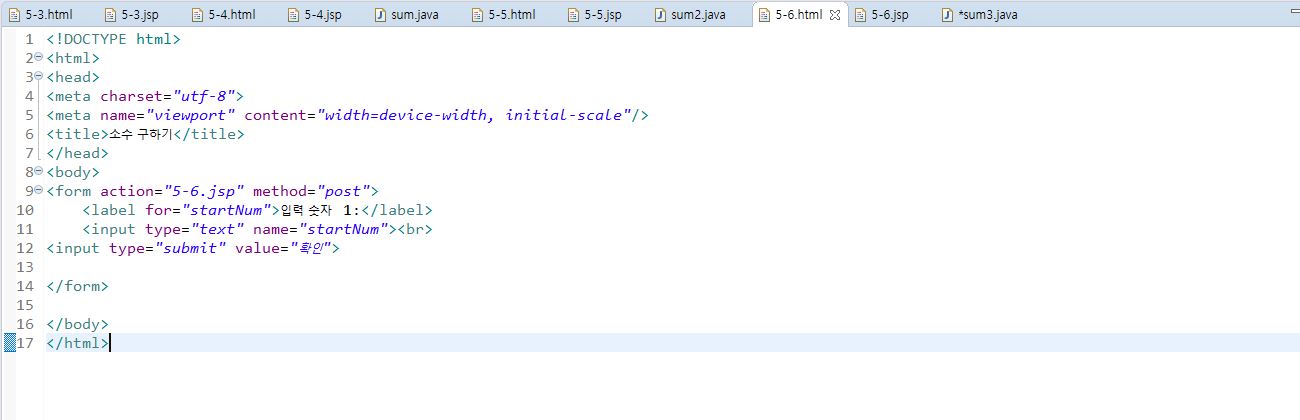 5-3.html 5-3.jsp 5-4.html 5-4.jsp sum.java 5-5.html 5-5.jsp sum2.java 5-6.html 5-6.jsp *sum3.java
1 <!DOCTYPE html>
2 <html>
3 <head>
4 <meta charset="utf-8">
5 <meta name="viewport" content="width=device-width, initial-scale"/>
6 <title>소수 구하기</title>
7 </head>
8 <body>
9 <form action="5-6.jsp" method="post">
10 <label for="startNum">입력 숫자 1:</label>
11 <input type="text" name="startNum"><br>
12 <input type="submit" value="확인">
13
14 </form>
15
16 </body>
17 </html>